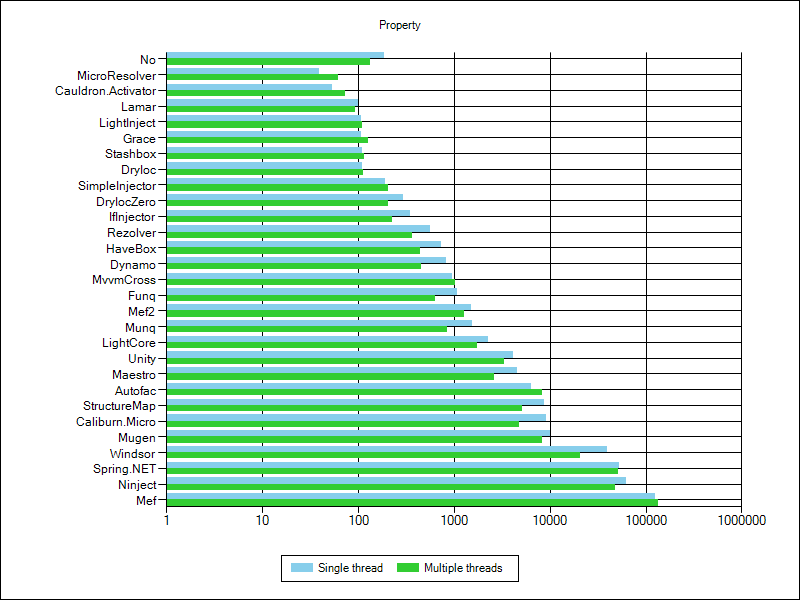 Property
No
MicroResolver
Cauldron.Activator
Lamar
LightInject
Grace
Stashbox
DryIoc
SimpleInjector
DryIocZero
IfInjector
Rezolver
HaveBox
Dynamo
MvvmCross
Funq
Mef2
Munq
LightCore
Unity
Maestro
Autofac
StructureMap
Caliburn.Micro
Mugen
Windsor
Spring.NET
Ninject
Mef
1 10 100 1000 10000 100000 1000000
Single thread Multiple threads